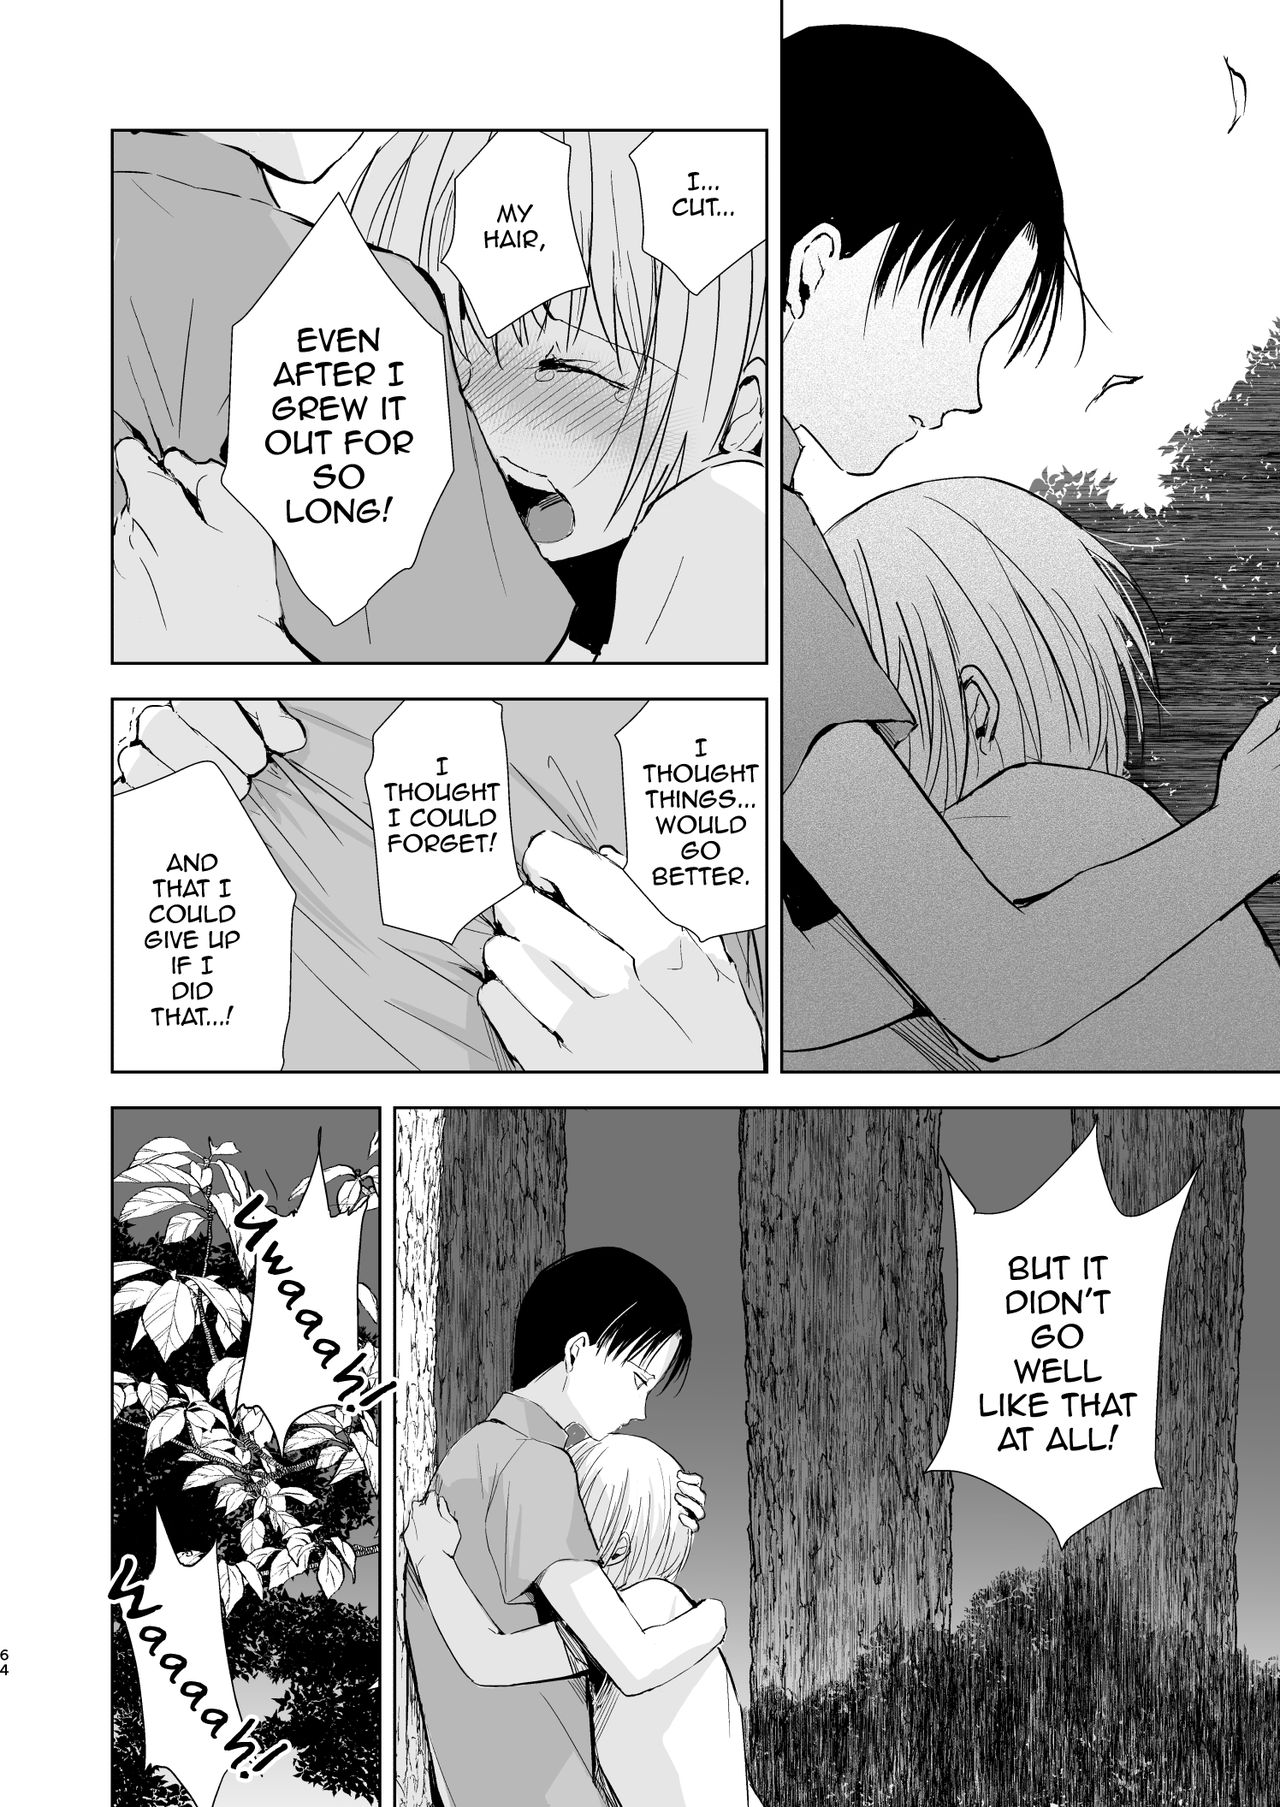 I...
CUT...
MY
HAIR,
EVEN
AFTER I
GREW IT
OUT FOR
SO
LONG!
I
THOUGHT
THINGS...
WOULD
GO
BETTER.
I
THOUGHT
I COULD
FORGET!
AND
THAT I
COULD
GIVE UP
IF I
DID
THAT...!
BUT IT
DIDN'T
GO
WELL
LIKE THAT
AT ALL!
Uwaaah!
Waaaaah!
64